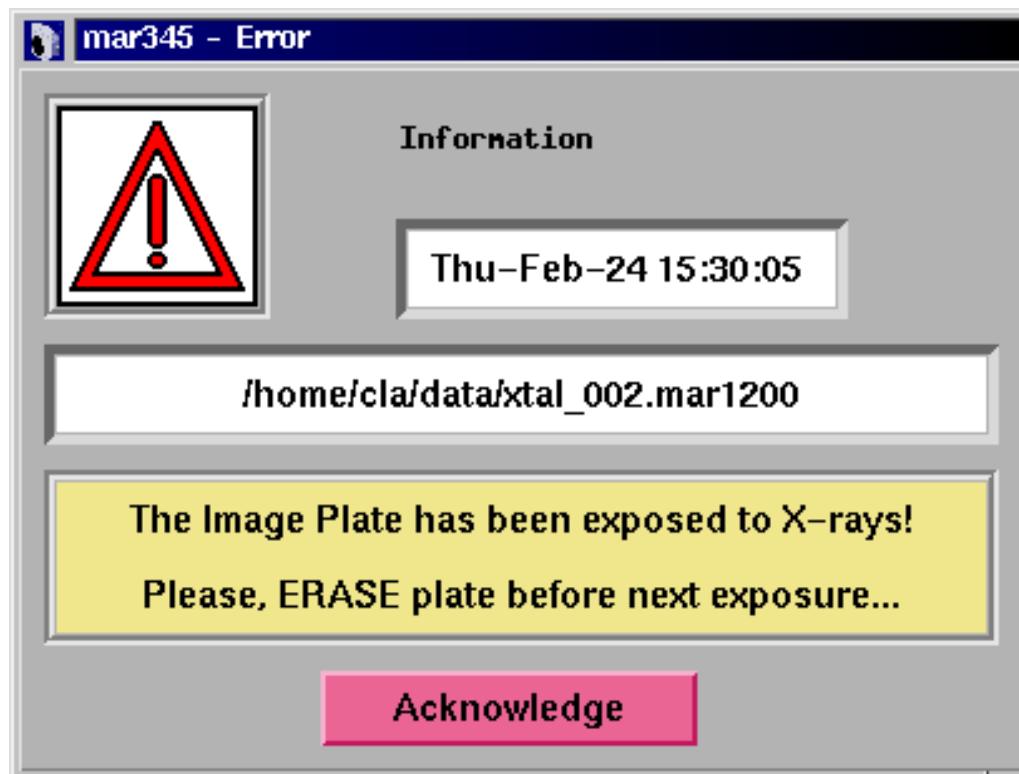 mar345 - Error
Information
Thu-Feb-24 15:30:05
/home/cla/data/xtal_002.mar1200
The Image Plate has been exposed to X-rays!
Please, ERASE plate before next exposure...
Acknowledge